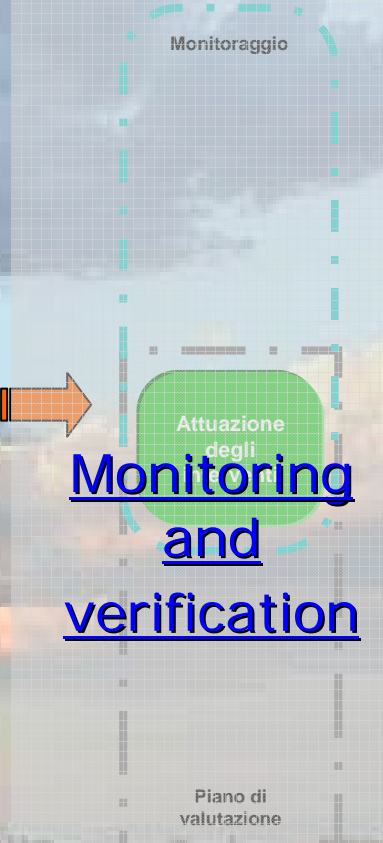 Monitoraggio
Attuazione
degli
Monitoring
and
verification
Piano di
valutazione